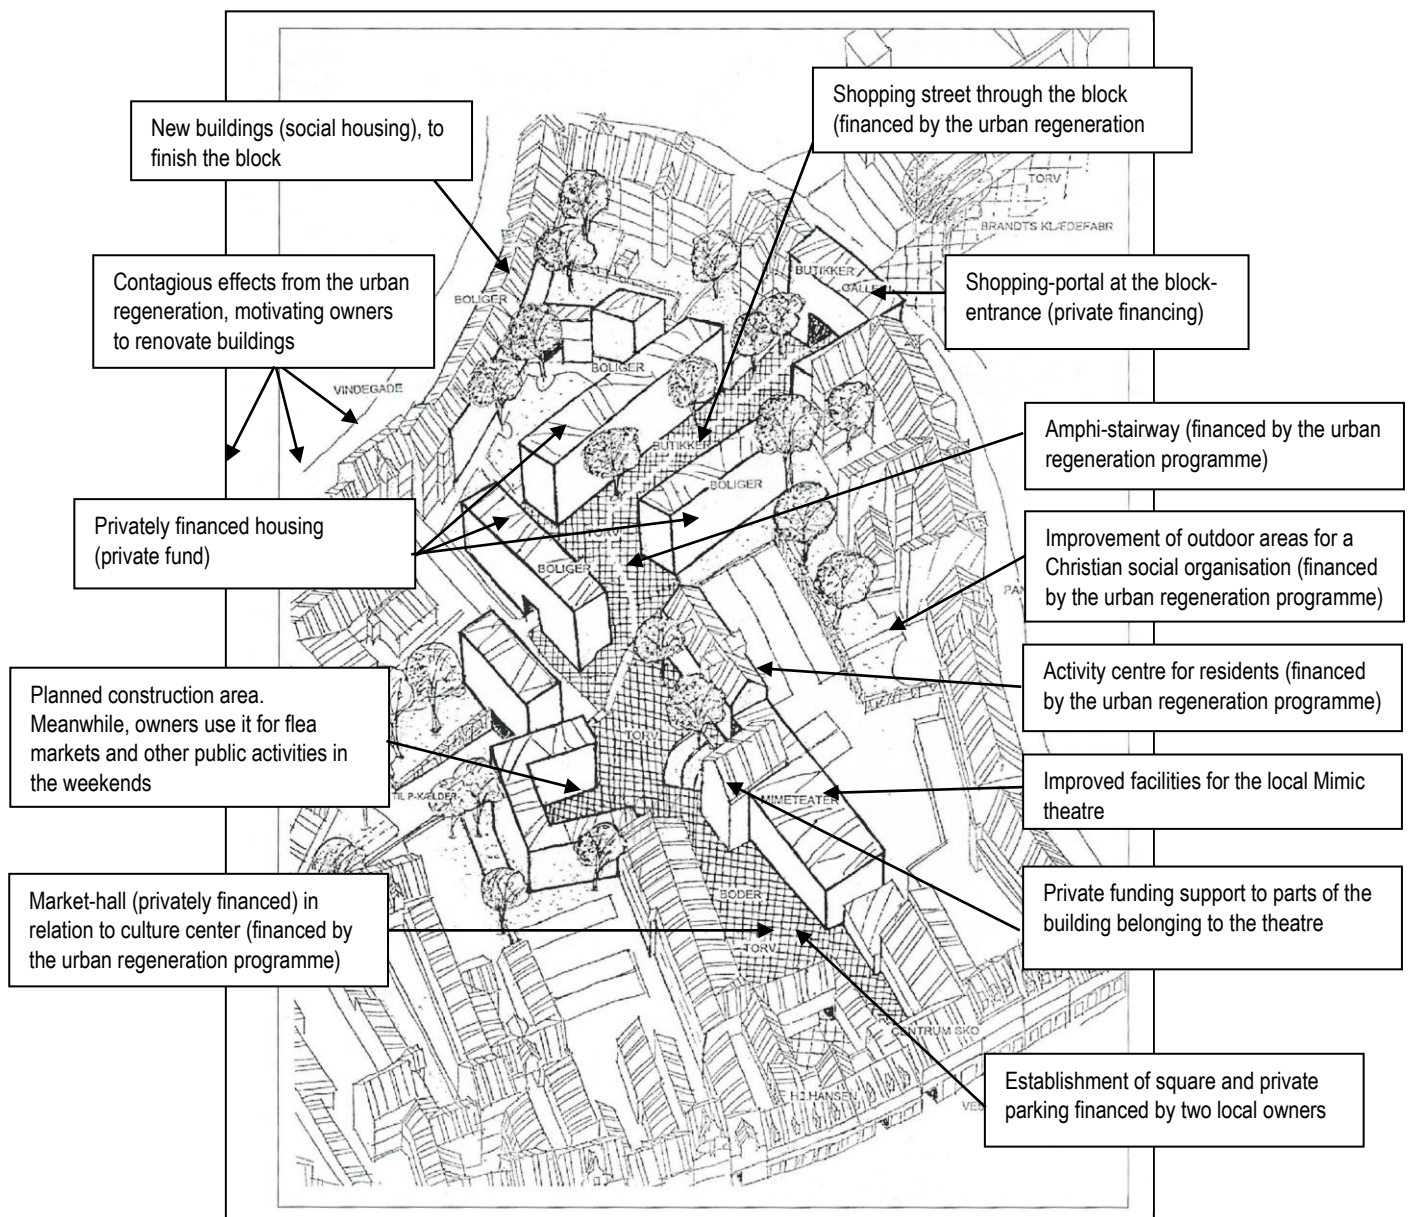 Shopping street through the block
(financed by the urban regeneration
New buildings (social housing), to
finish the block
TORV
BRANDTS KLÆDEFABR
Contagious effects from the urban
regeneration, motivating owners
to renovate buildings
BUTIKKER
Shopping-portal at the block-
entrance (private financing)
BOLIGER
BOLIGER
VINDEGADE
BUTIKKER
Amphi-stairway (financed by the urban
regeneration programme)
BOLIGER
Privately financed housing
(private fund)
TORV
BOLIGER
Improvement of outdoor areas for a
Christian social organisation (financed
by the urban regeneration programme)
Planned construction area.
Meanwhile, owners use it for flea
markets and other public activities in
the weekends
Activity centre for residents (financed
by the urban regeneration programme)
TORV
TIL P-KÆLDER
MIMETEATER
Improved facilities for the local Mimic
theatre
Market-hall (privately financed) in
relation to culture center (financed by
the urban regeneration programme)
BODER
TORV
Private funding support to parts of the
building belonging to the theatre
CENTRUM SKO
Establishment of square and private
parking financed by two local owners
HANSEN